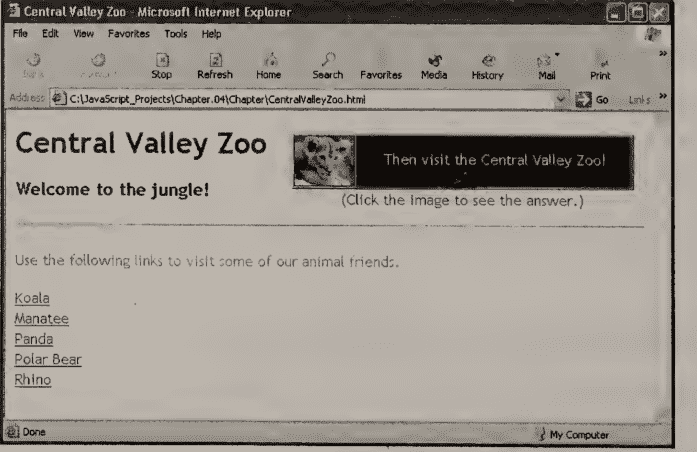 Central Valley Zoo - Microsoft Internet Explorer
File Edit View Favorites Tools Help
Stop Refresh Home Search Favorites Media History Mail Print
Address C:\JavaScript_Projects\Chapter.04\Chapter\CentralValleyZoo.html Go Links
Central Valley Zoo
Then visit the Central Valley Zoo!
Welcome to the jungle!
(Click the image to see the answer.)
Use the following links to visit some of our animal friends.
Koala
Manatee
Panda
Polar Bear
Rhino
Done My Computer